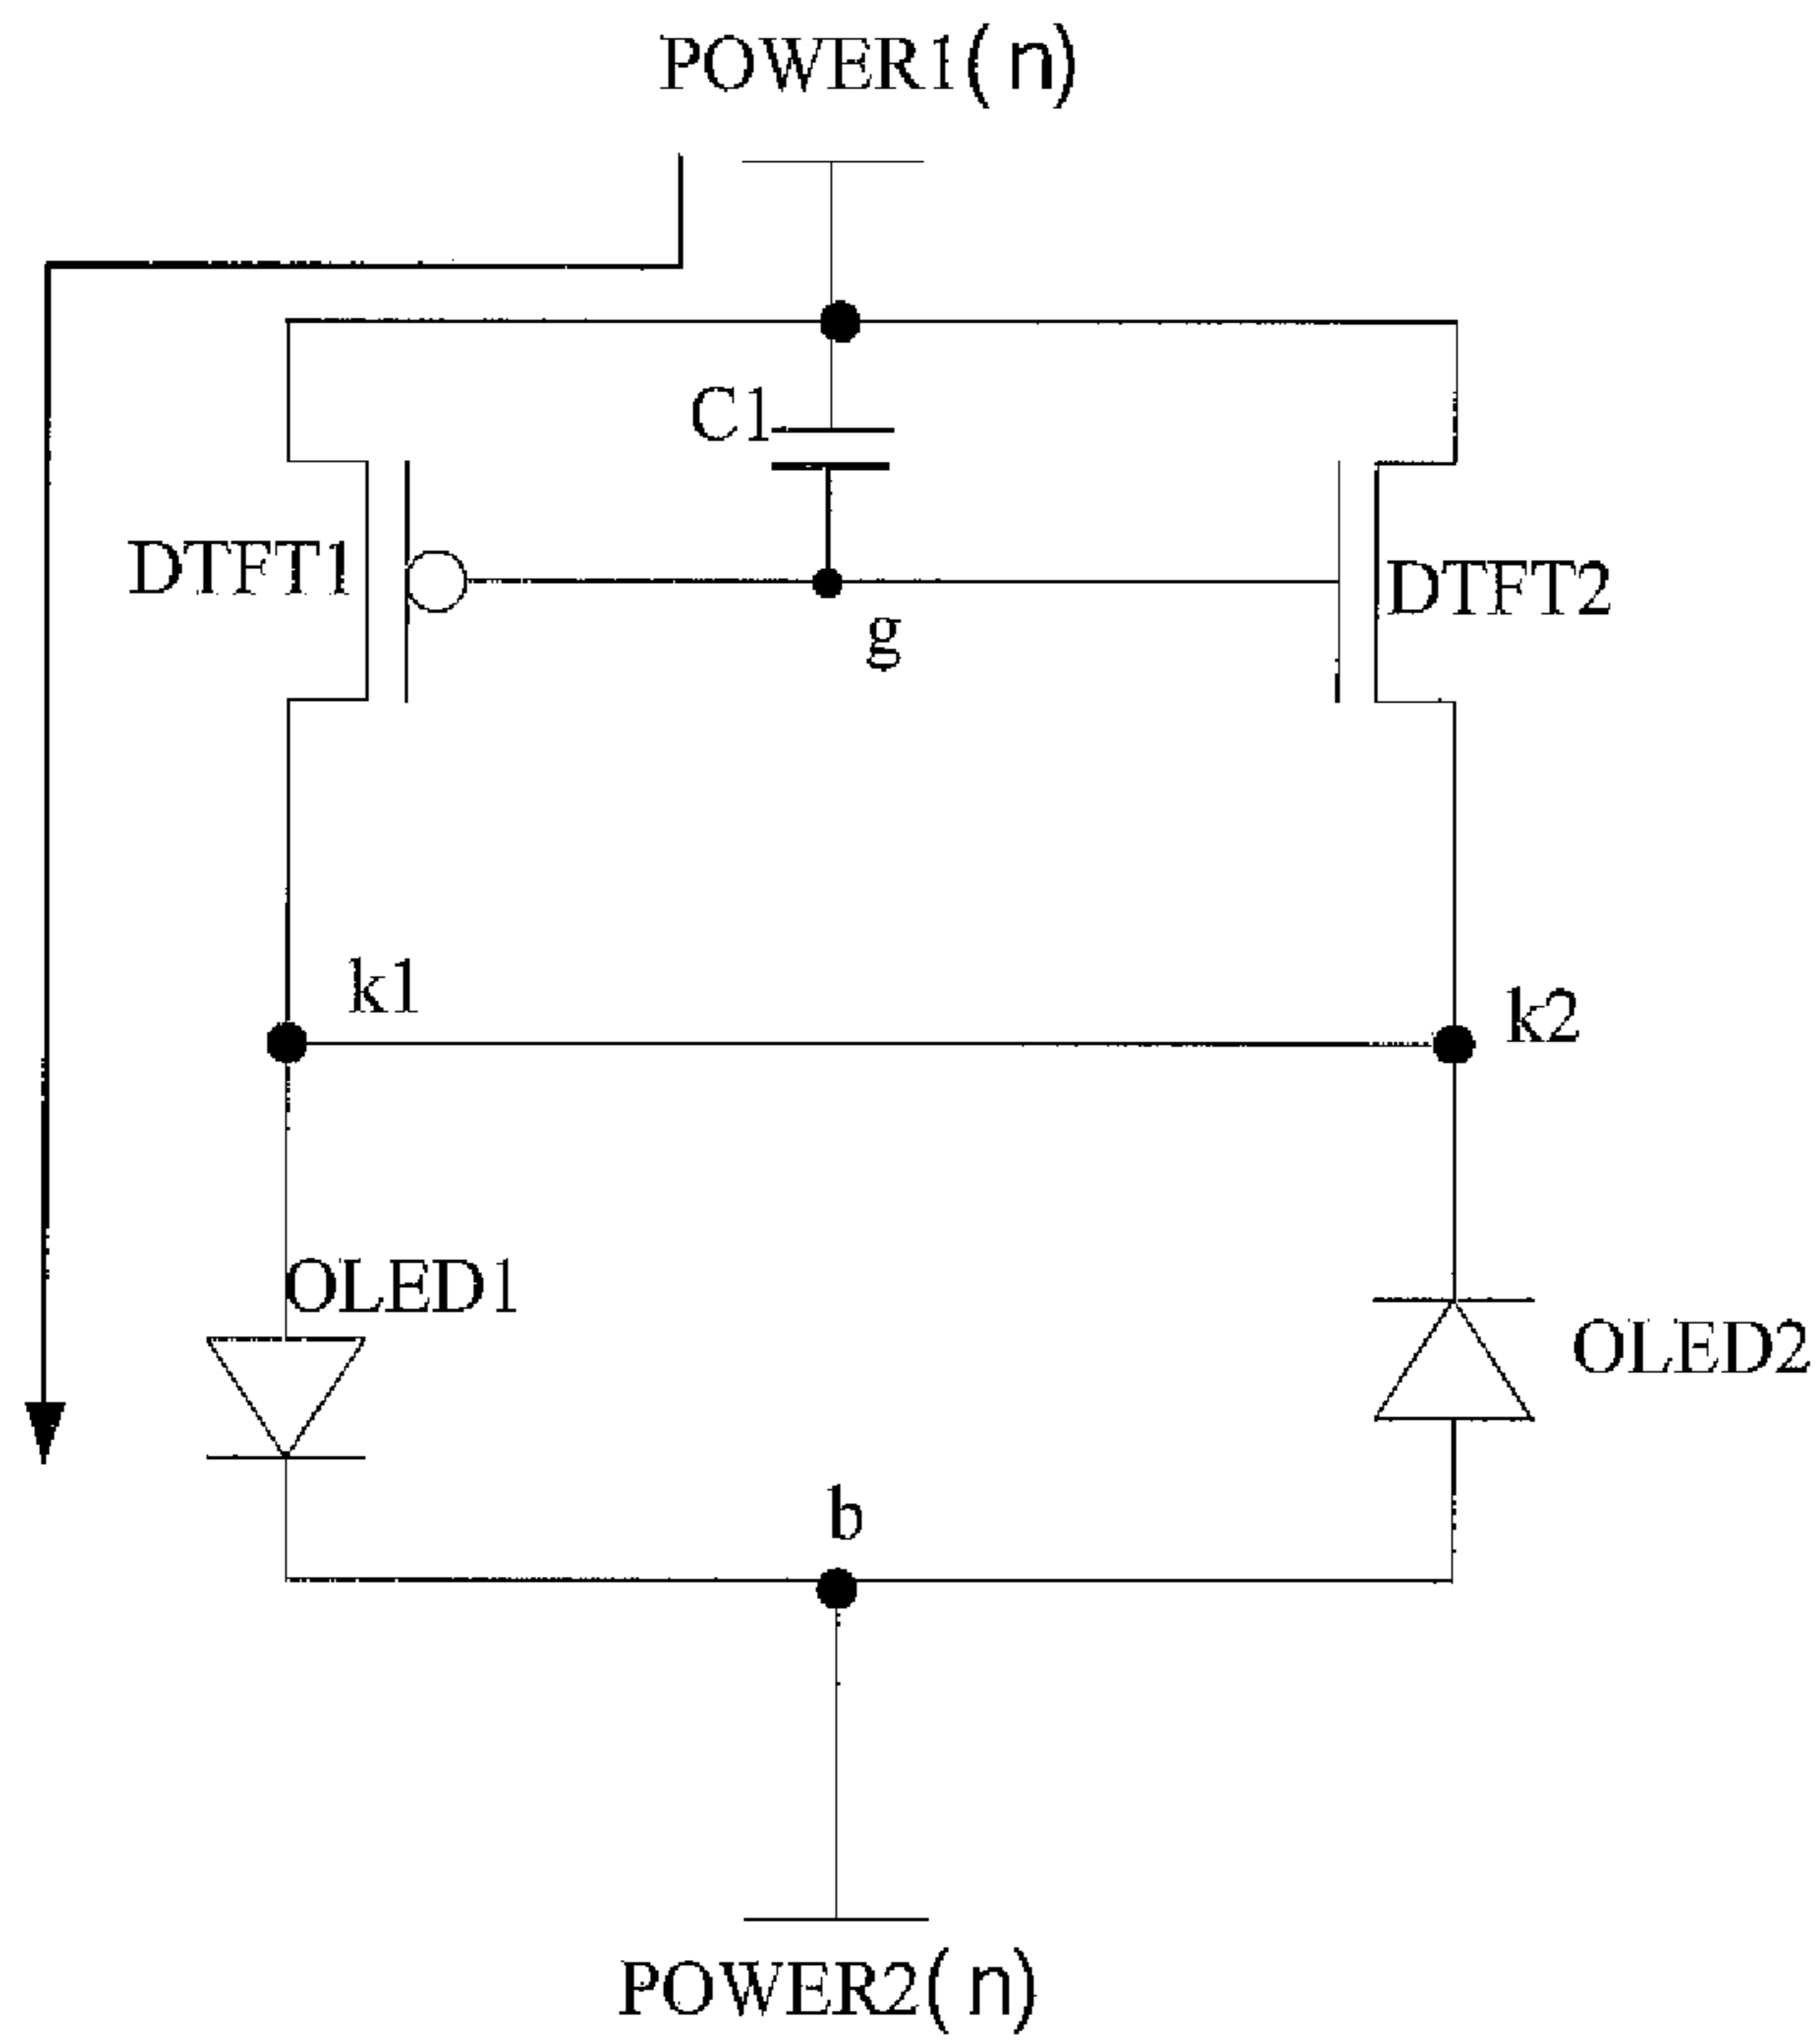 POWER1(n)
C1
DTFT1
DTFT2
g
k1
k2
OLED1
OLED2
b
POWER2(n)